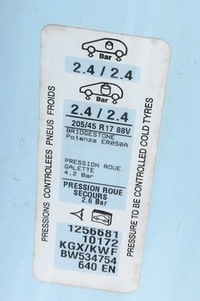 PRESSIONS CONTROLEES PNEUS FROIDS
Bar
2.4 / 2.4
Bar
2.4 / 2.4
205/45 R17 88V
BRIDGESTONE
Potenza ER050A
PRESSION ROUE
GALETTE
4.2 Bar
PRESSION ROUE
SECOURS
2.6 Bar
1256681
10172
KGX/KWF
BW534754
640 EN
PRESSURE TO BE CONTROLLED COLD TYRES